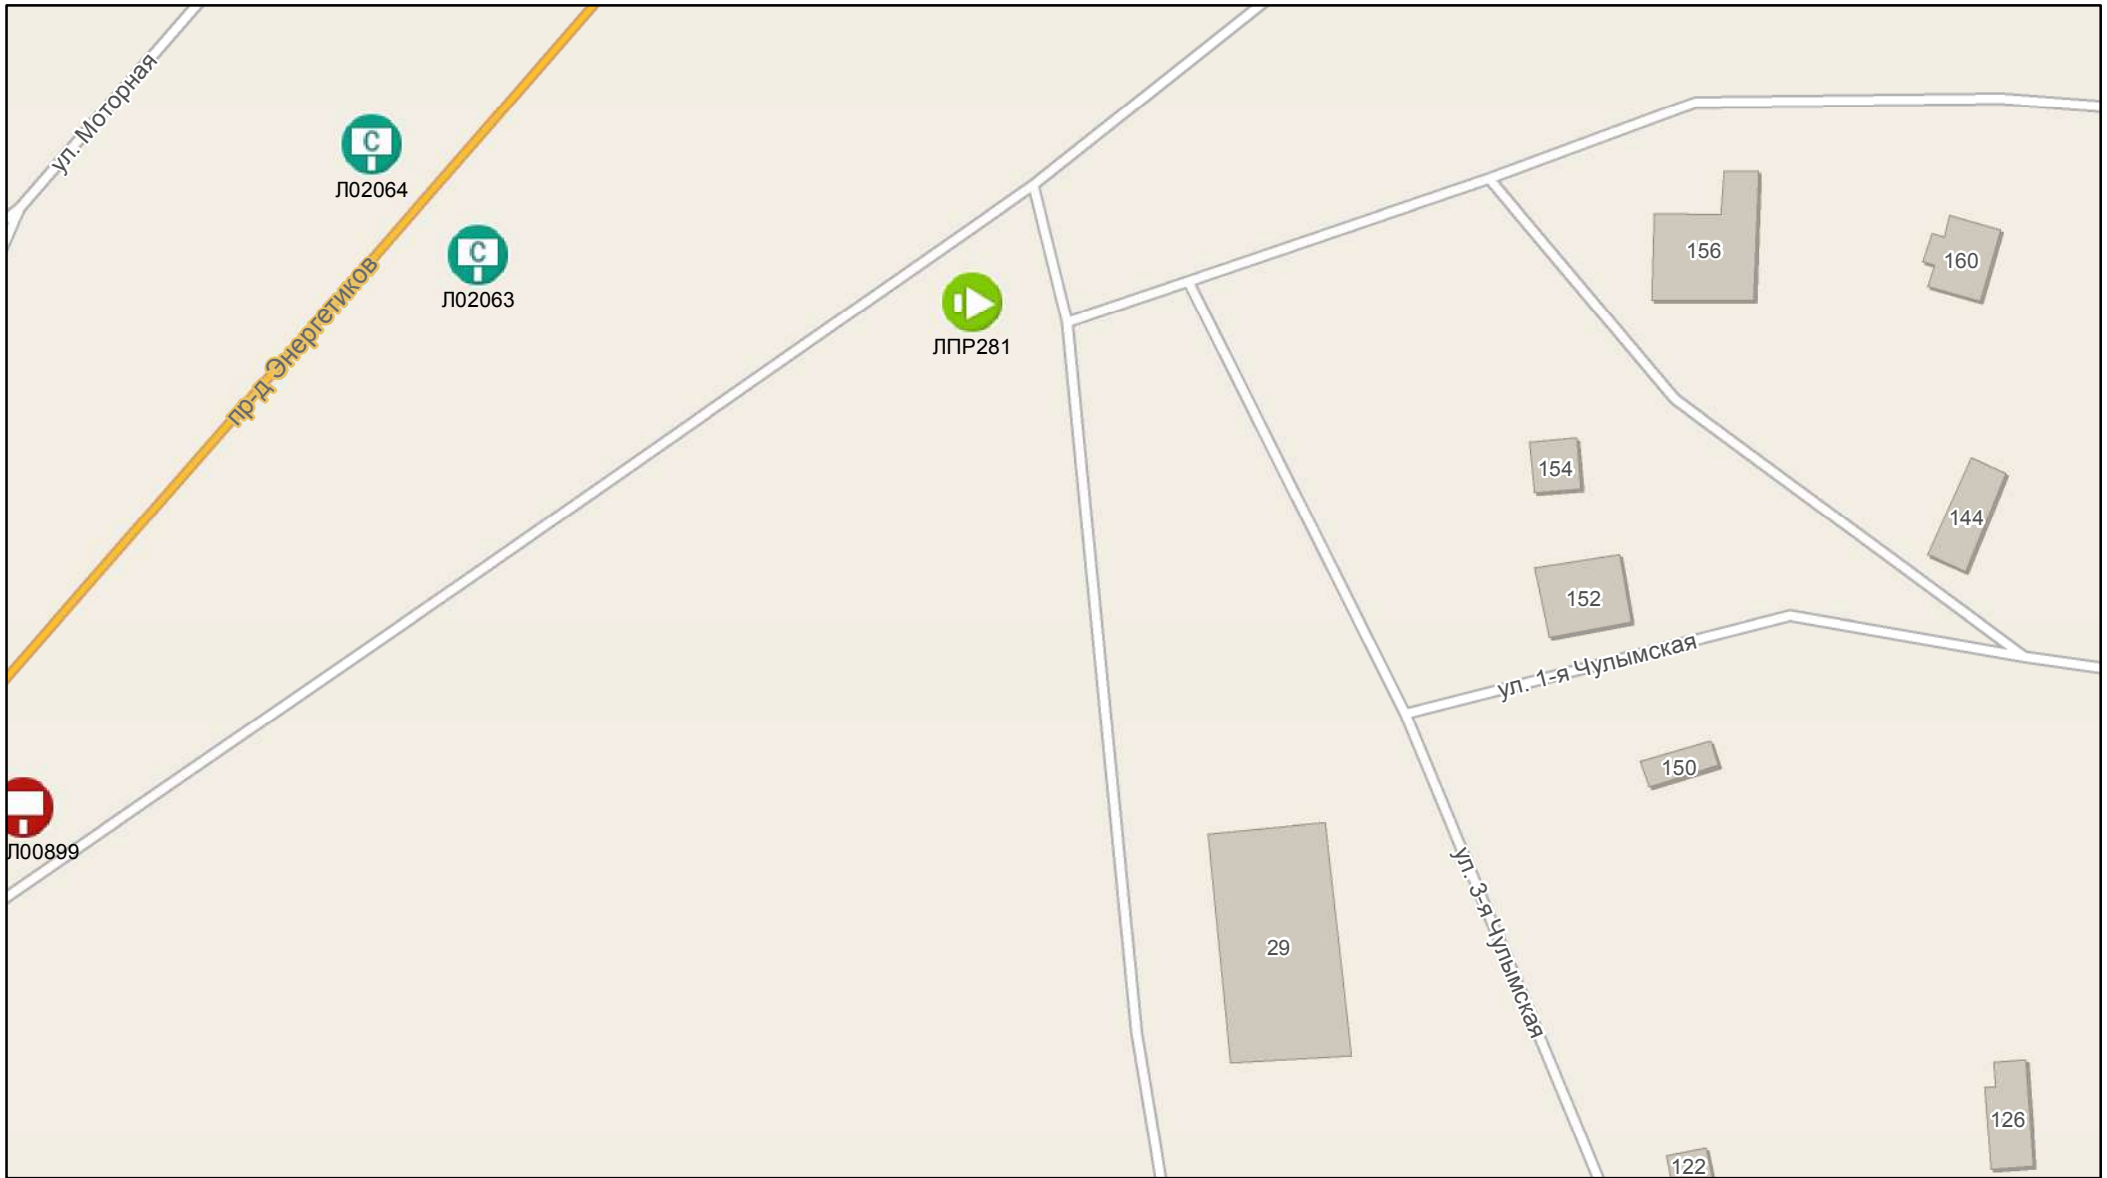 ул. Моторная
С
Л02064
С
Л02063
пр-д Энергетиков
ЛПР281
156
160
154
144
152
ул. 1-я Чулымская
150
Л00899
ул. 3-я Чулымская
29
126
122